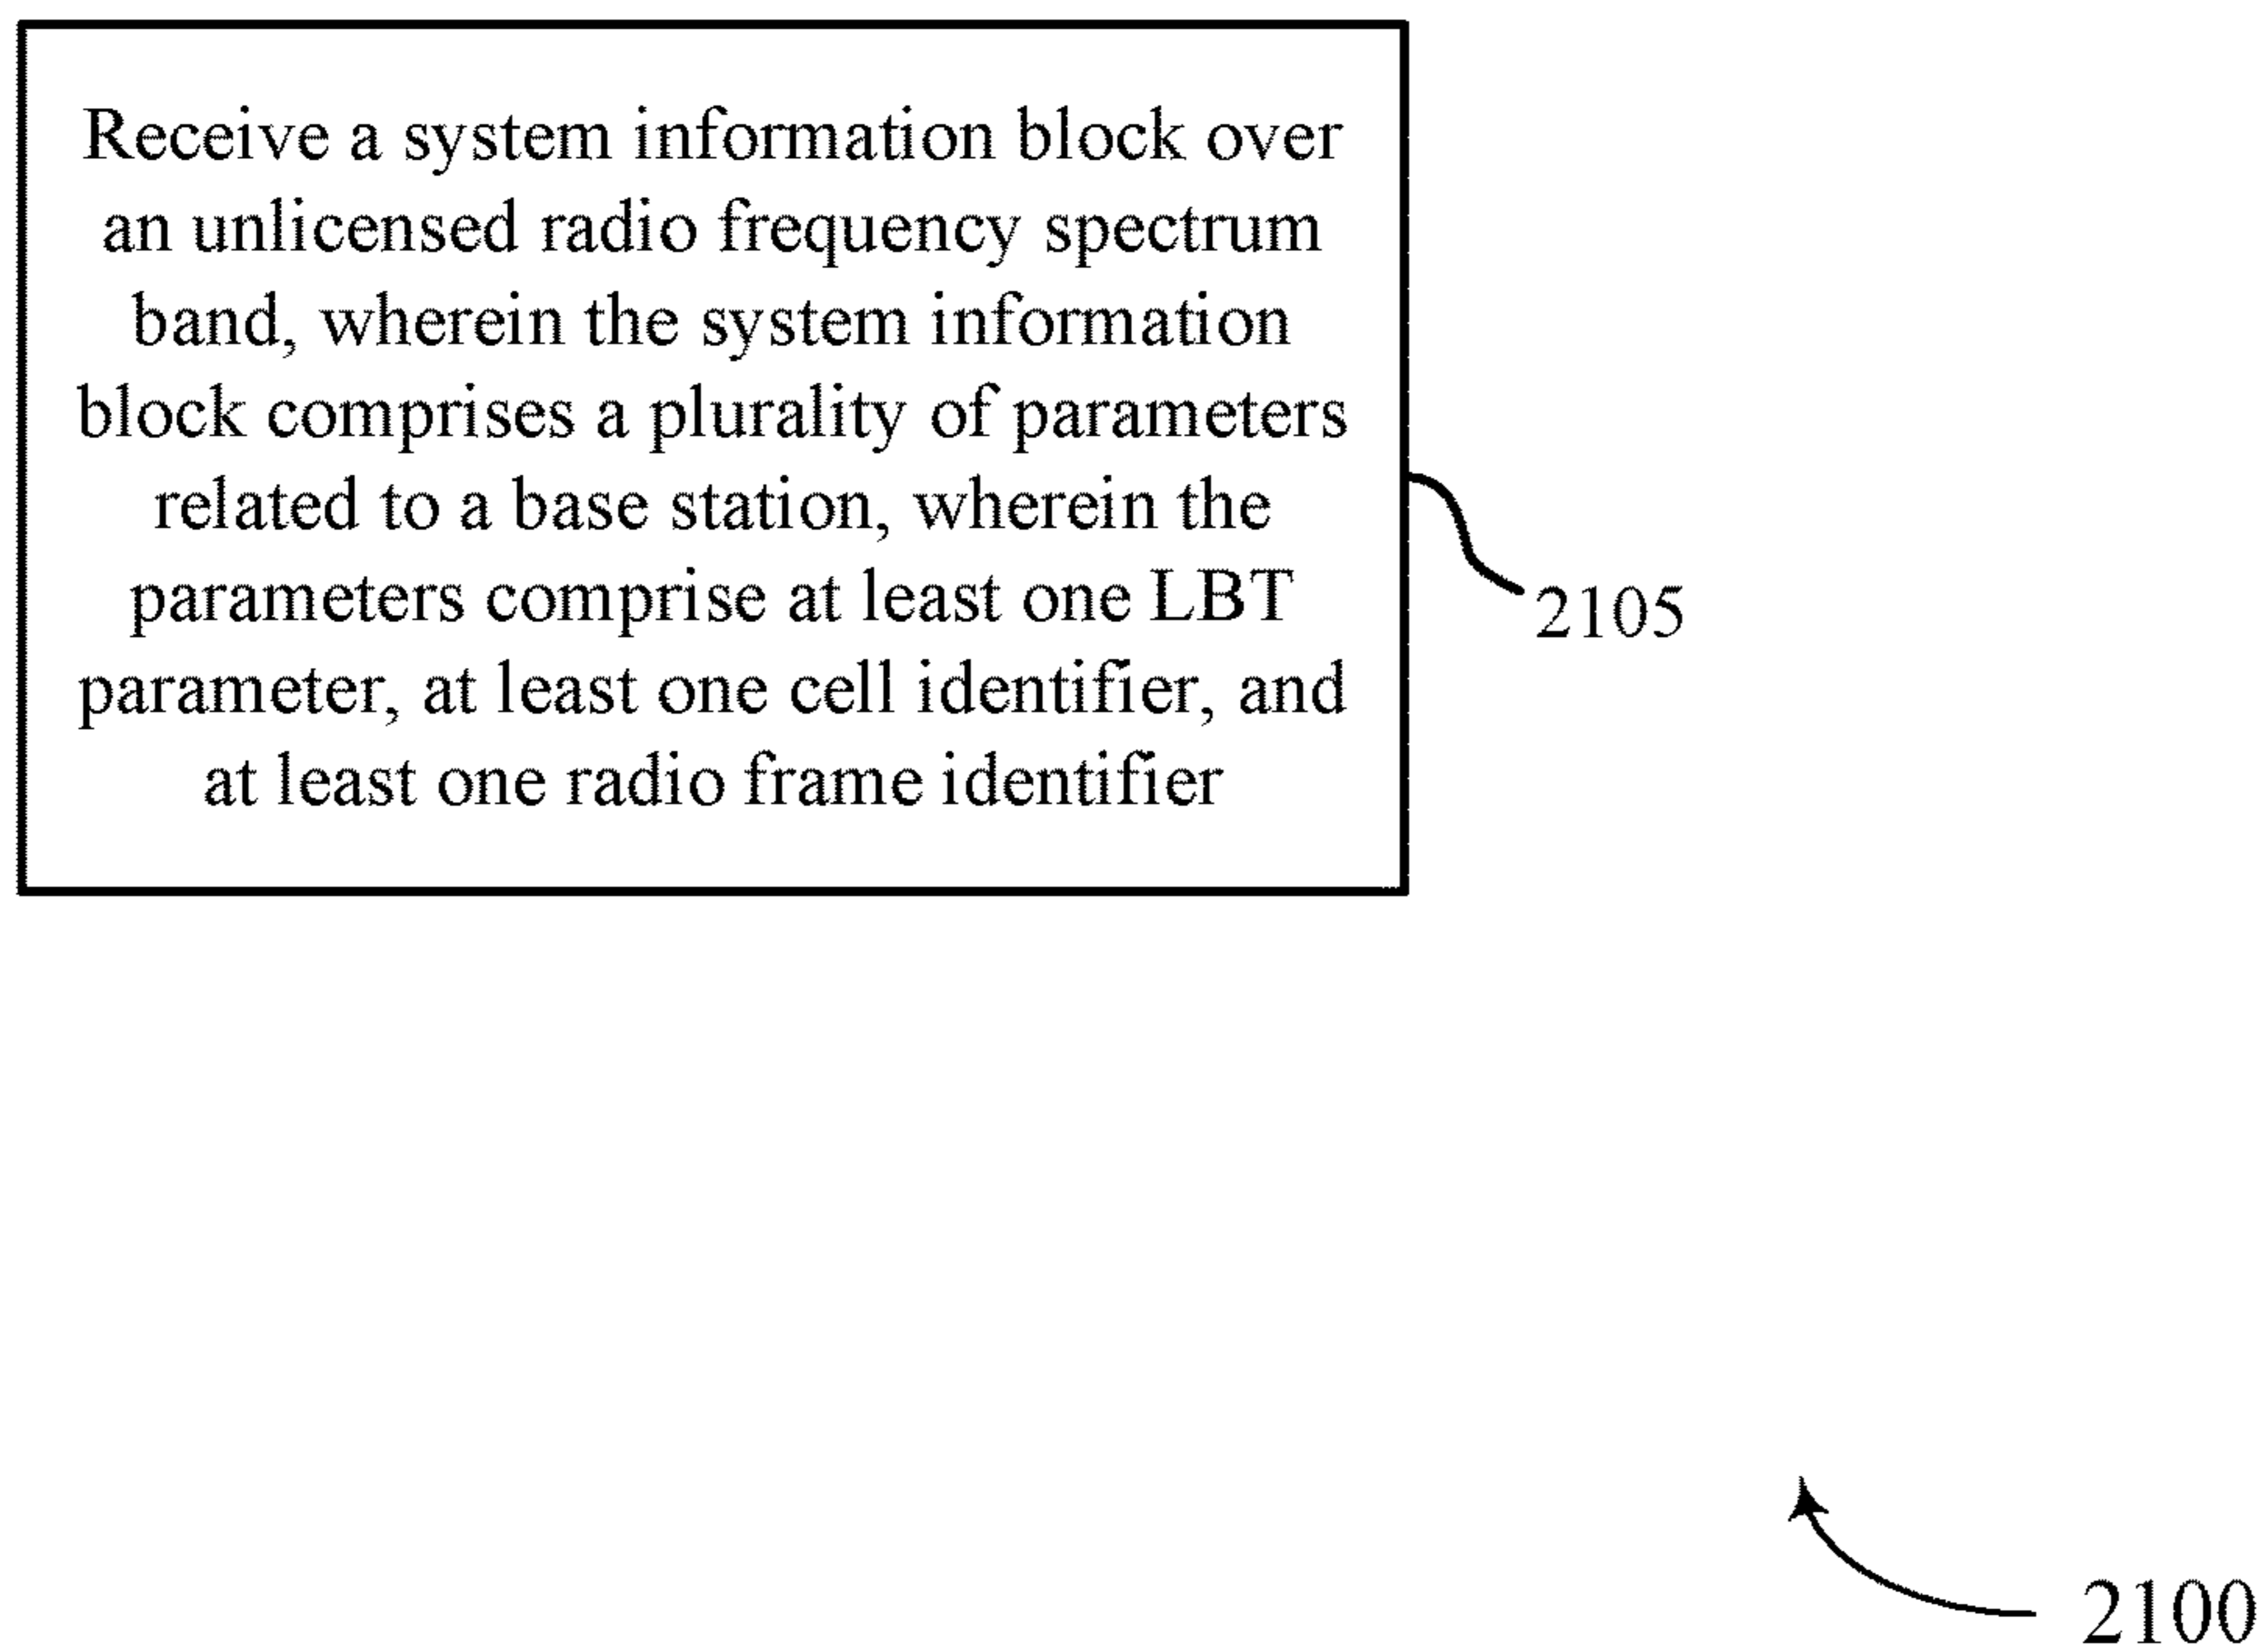 Receive a system information block over
an unlicensed radio frequency spectrum
band, wherein the system information
block comprises a plurality of parameters
related to a base station, wherein the
parameters comprise at least one LBT
parameter, at least one cell identifier, and
at least one radio frame identifier
2105
2100